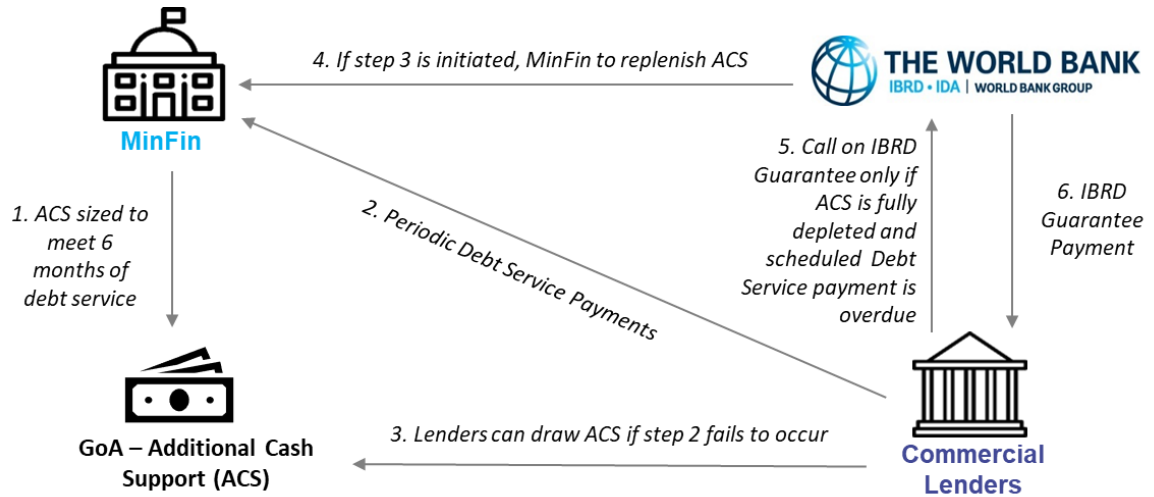 4. If step 3 is initiated, MinFin to replenish ACS
THE WORLD BANK
IBRD • IDA | WORLD BANK GROUP
MinFin
1. ACS sized to
meet 6
months of
debt service
2. Periodic Debt Service Payments
5. Call on IBRD
Guarantee only if
ACS is fully
depleted and
scheduled Debt
Service payment is
overdue
6. IBRD
Guarantee
Payment
GoA – Additional Cash
Support (ACS)
3. Lenders can draw ACS if step 2 fails to occur
Commercial
Lenders